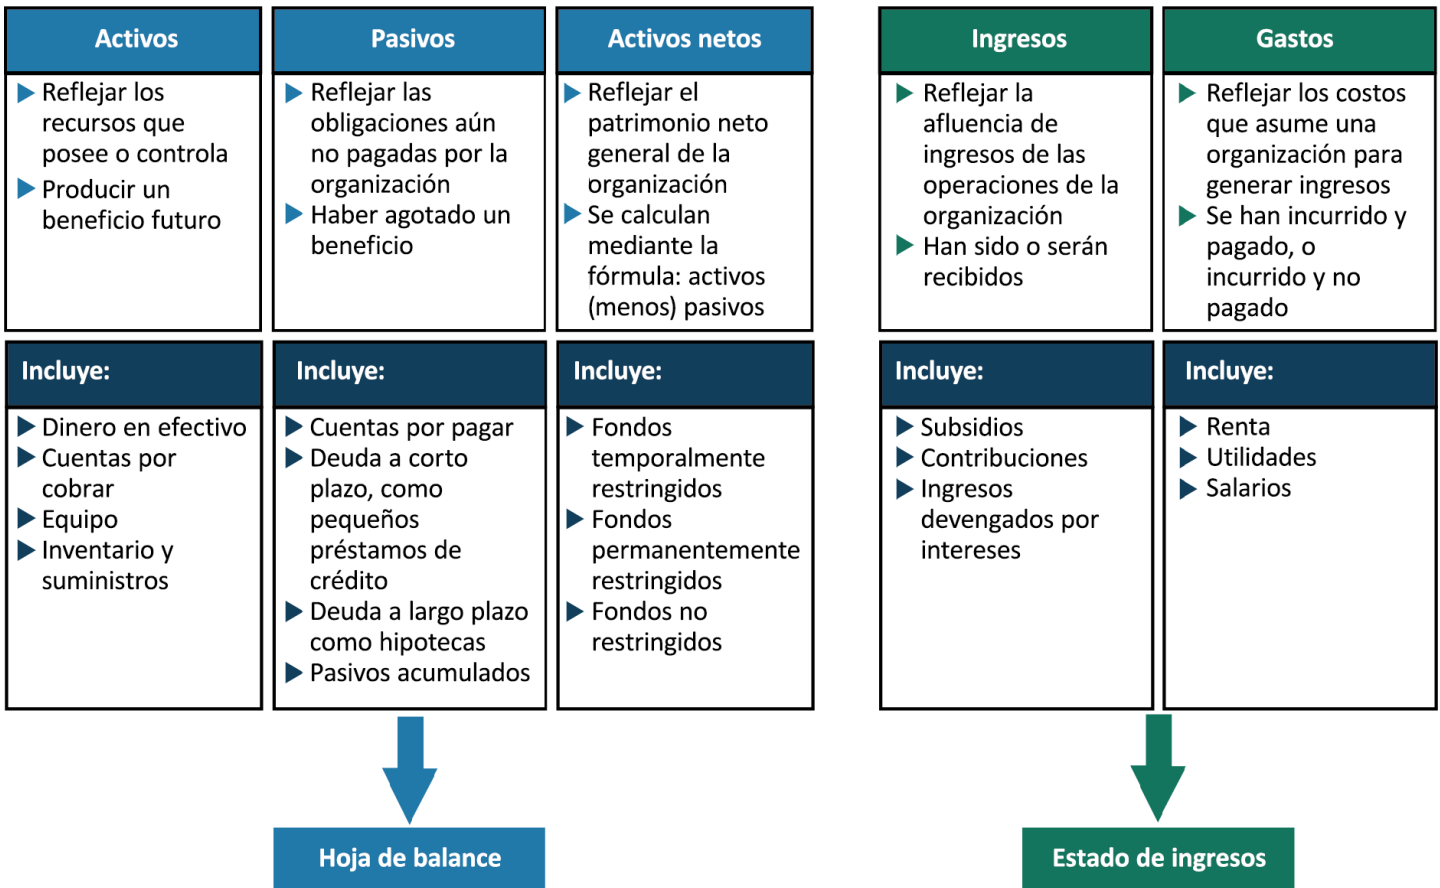 Activos
Reflejar los
recursos que
posee o controla
Producir un
beneficio futuro
Pasivos
Reflejar las
obligaciones aún
no pagadas por la
organización
Haber agotado un
beneficio
Activos netos
Reflejar el
patrimonio neto
general de la
organización
Se calculan
mediante la
fórmula: activos
(menos) pasivos
Ingresos
Reflejar la
afluencia de
ingresos de las
operaciones de la
organización
Han sido o serán
recibidos
Gastos
Reflejar los costos
que asume una
organización para
generar ingresos
Se han incurrido y
pagado, o
incurrido y no
pagado
Incluye:
Dinero en efectivo
Cuentas por
cobrar
Equipo
Inventario y
suministros
Incluye:
Cuentas por pagar
Deuda a corto
plazo, como
pequeños
préstamos de
crédito
Deuda a largo plazo
como hipotecas
Pasivos acumulados
Incluye:
Fondos
temporalmente
restringidos
Fondos
permanentemente
restringidos
Fondos no
restringidos
Incluye:
Subsidios
Contribuciones
Ingresos
devengados por
intereses
Incluye:
Renta
Utilidades
Salarios
Hoja de balance
Estado de ingresos